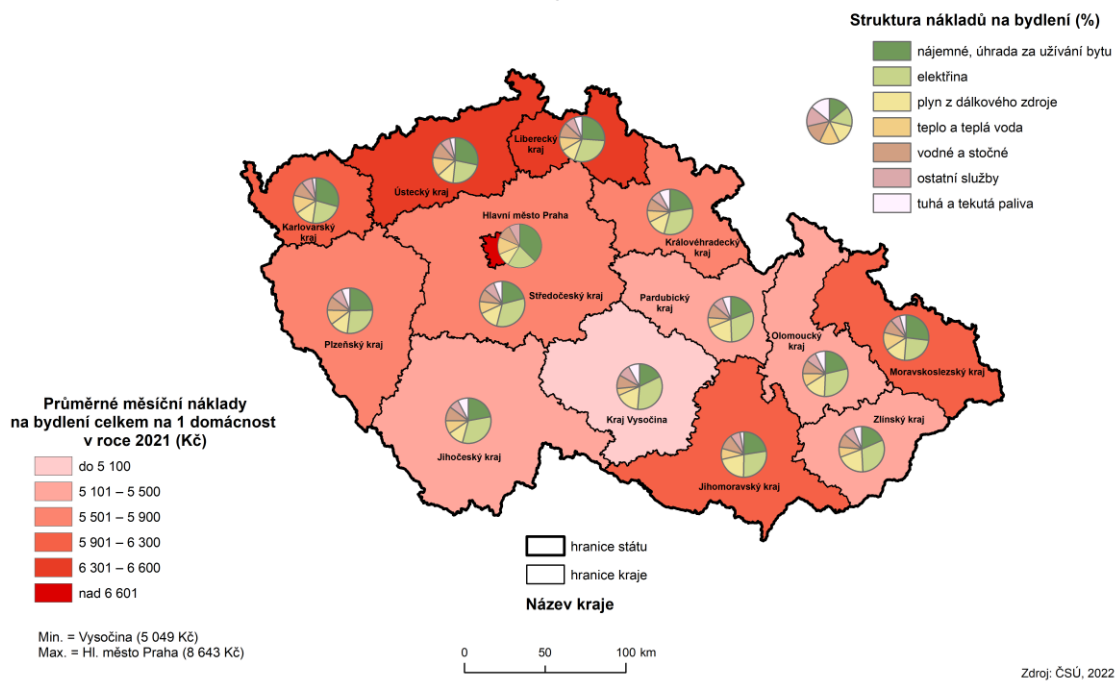 Struktura nákladů na bydlení (%)
nájemné, úhrada za užívání bytu
elektřina
plyn z dálkového zdroje
teplo a teplá voda
vodné a stočné
ostatní služby
tuhá a tekutá paliva
Liberecký
kraj
Ústecký kraj
Karlovarský
kraj
Hlavní město Praha
Královéhradecký
kraj
Středočeský kraj
Pardubický
kraj
Plzeňský kraj
Olomoucký
kraj
Moravskoslezský kraj
Kraj Vysočina
Zlínský kraj
Jihočeský kraj
Jihomoravský kraj
Průměrné měsíční náklady
na bydlení celkem na 1 domácnost
v roce 2021 (Kč)
do 5 100
5 101 – 5 500
5 501 – 5 900
5 901 – 6 300
6 301 – 6 600
nad 6 601
Min. = Vysočina (5 049 Kč)
Max. = Hl. město Praha (8 643 Kč)
hranice státu
hranice kraje
Název kraje
0 50 100 km
Zdroj: ČSÚ, 2022